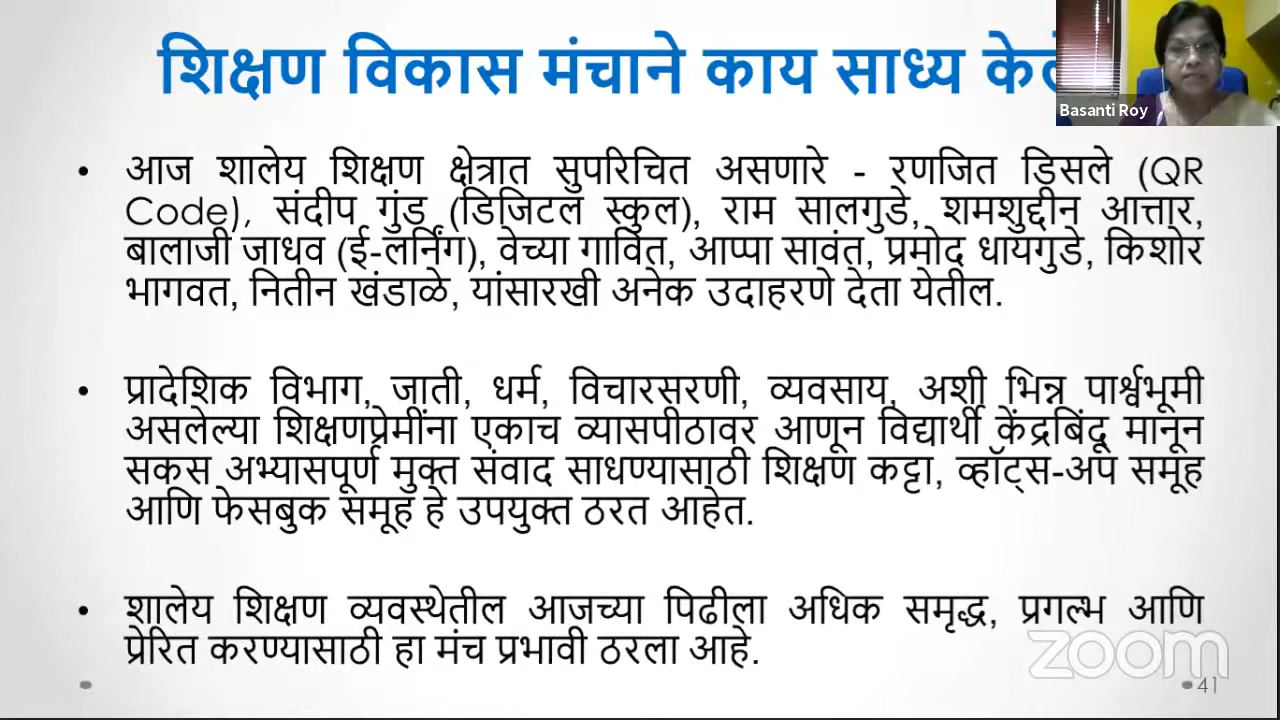 शिक्षण विकास मंचाने काय साध्य
Basanti Roy
• आज शालेय शिक्षण क्षेत्रात सुपरिचित असणारे - रणजित डिसले (QR
Code), संदीप गुंड (डिजिटल स्कुल), राम सालगुडे, शमशुद्दीन आत्तार,
बालाजी जाधव (ई-लर्निंग), वेच्या गावित, आप्पा सावंत, प्रमोद धायगुडे, किशोर
भागवत, नितीन खंडाळे, यांसारखी अनेक उदाहरणे देता येतील.
• प्रादेशिक विभाग, जाती, धर्म, विचारसरणी, व्यवसाय, अशी भिन्न पार्श्वभूमी
असलेल्या शिक्षणप्रेमींना एकाच व्यासपीठावर आणून विद्यार्थी केंद्रबिंदू मानून
सकस अभ्यासपूर्ण मुक्त संवाद साधण्यासाठी शिक्षण कट्टा, व्हॉट्स-अप समूह
आणि फेसबुक समूह हे उपयुक्त ठरत आहेत.
• शालेय शिक्षण व्यवस्थेतील आजच्या पिढीला अधिक समृद्ध, प्रगल्भ आणि
प्रेरित करण्यासाठी हा मंच प्रभावी ठरला आहे.
zoom
41